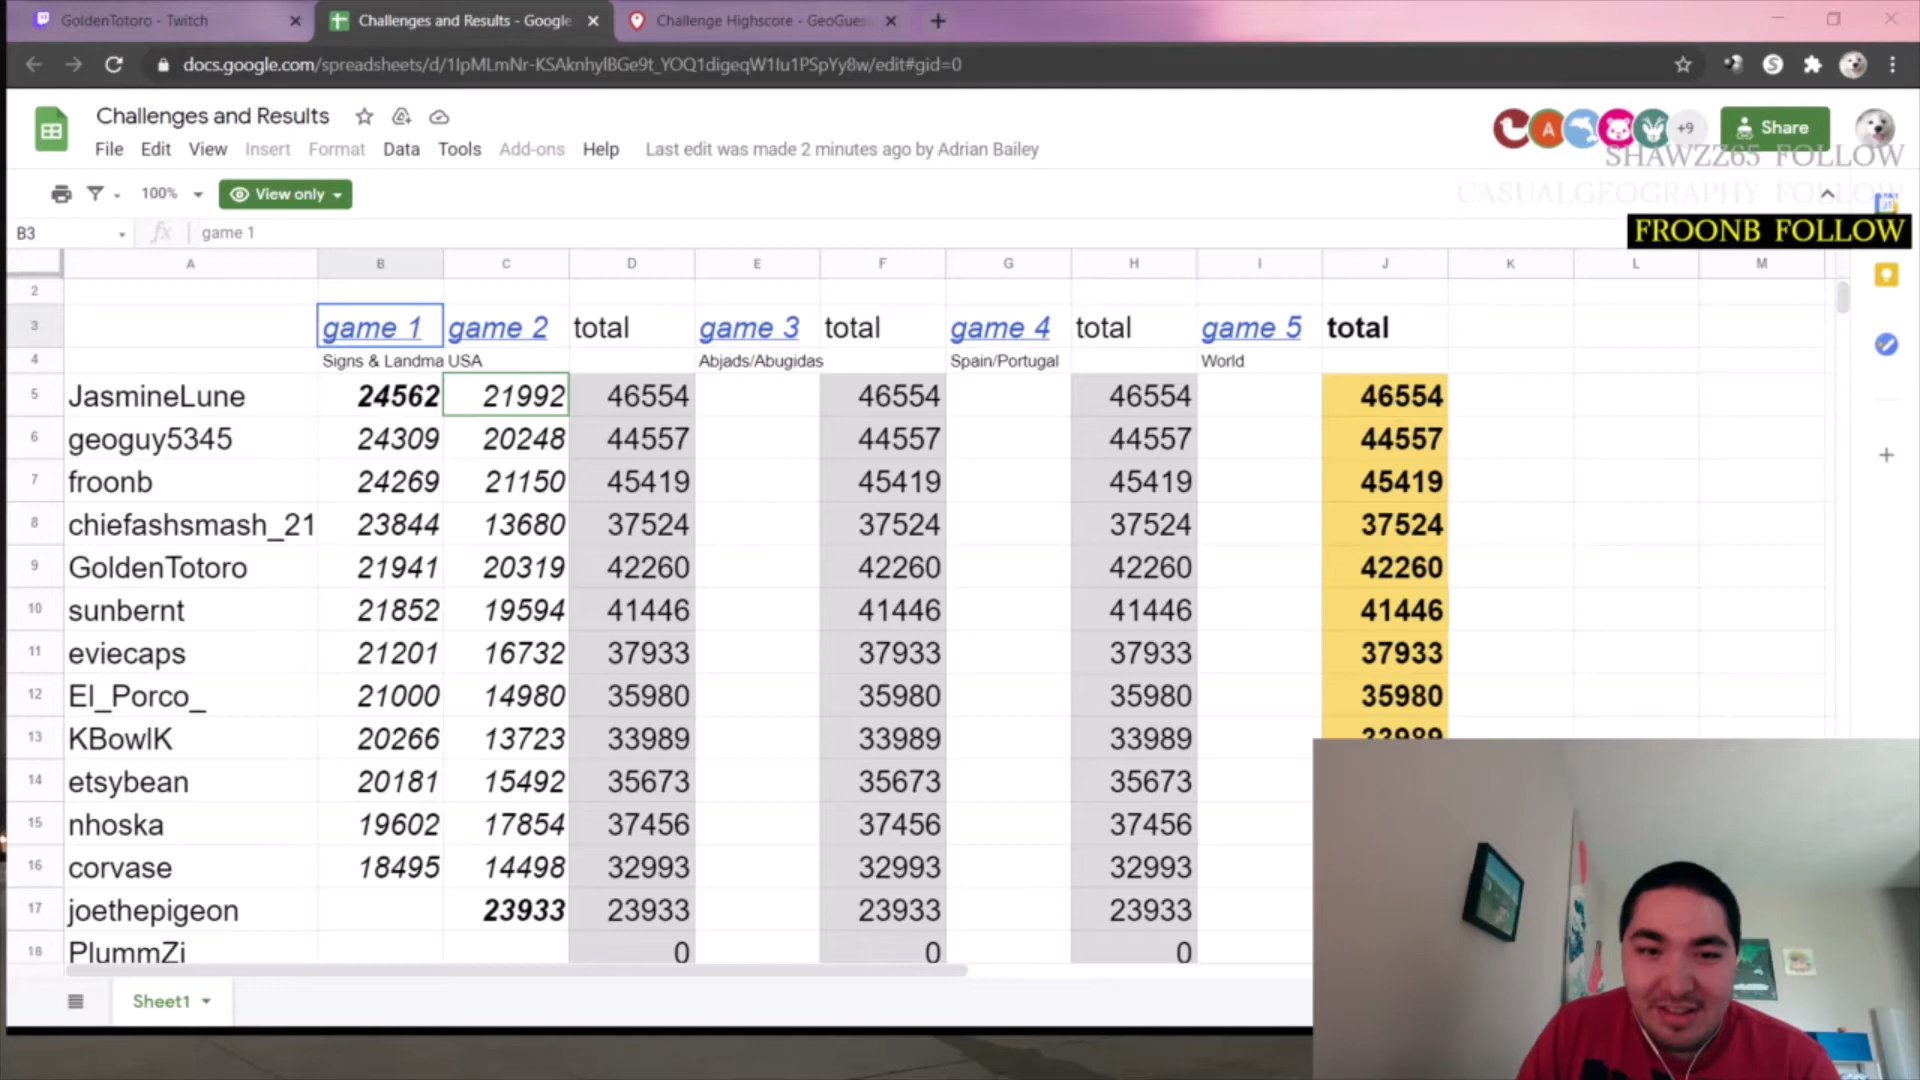 GoldenTotoro - Twitch
Challenges and Results - Google
Challenge Highscore - GeoGues
docs.google.com/spreadsheets/d/1IpMLmNr-KSAknhylBGe9t_YOQ1digeqW1Iu1PSpYy8w/edit#gid=0
Challenges and Results
+9
Share
SHAWZZ65 FOLLOW
File Edit View Insert Format Data Tools Add-ons Help Last edit was made 2 minutes ago by Adrian Bailey
CASUALGEOGRAPHY FOLLOW
100%
View only
FROONB FOLLOW
B3
fx
game 1
A B C D E F G H I J K L M
2
3 game 1 game 2 total game 3 total game 4 total game 5 total
4 Signs & Landma USA Abjads/Abugidas Spain/Portugal World
5 JasmineLune 24562 21992 46554 46554 46554 46554
6 geoguy5345 24309 20248 44557 44557 44557 44557
7 froonb 24269 21150 45419 45419 45419 45419
8 chiefashsmash_21 23844 13680 37524 37524 37524 37524
9 GoldenTotoro 21941 20319 42260 42260 42260 42260
10 sunbernt 21852 19594 41446 41446 41446 41446
11 eviecaps 21201 16732 37933 37933 37933 37933
12 El_Porco_ 21000 14980 35980 35980 35980 35980
13 KBowlK 20266 13723 33989 33989 33989 33989
14 etsybean 20181 15492 35673 35673 35673
15 nhoska 19602 17854 37456 37456 37456
16 corvase 18495 14498 32993 32993 32993
17 joethepigeon 23933 23933 23933 23933
18 PlummZi 0 0 0
Sheet1